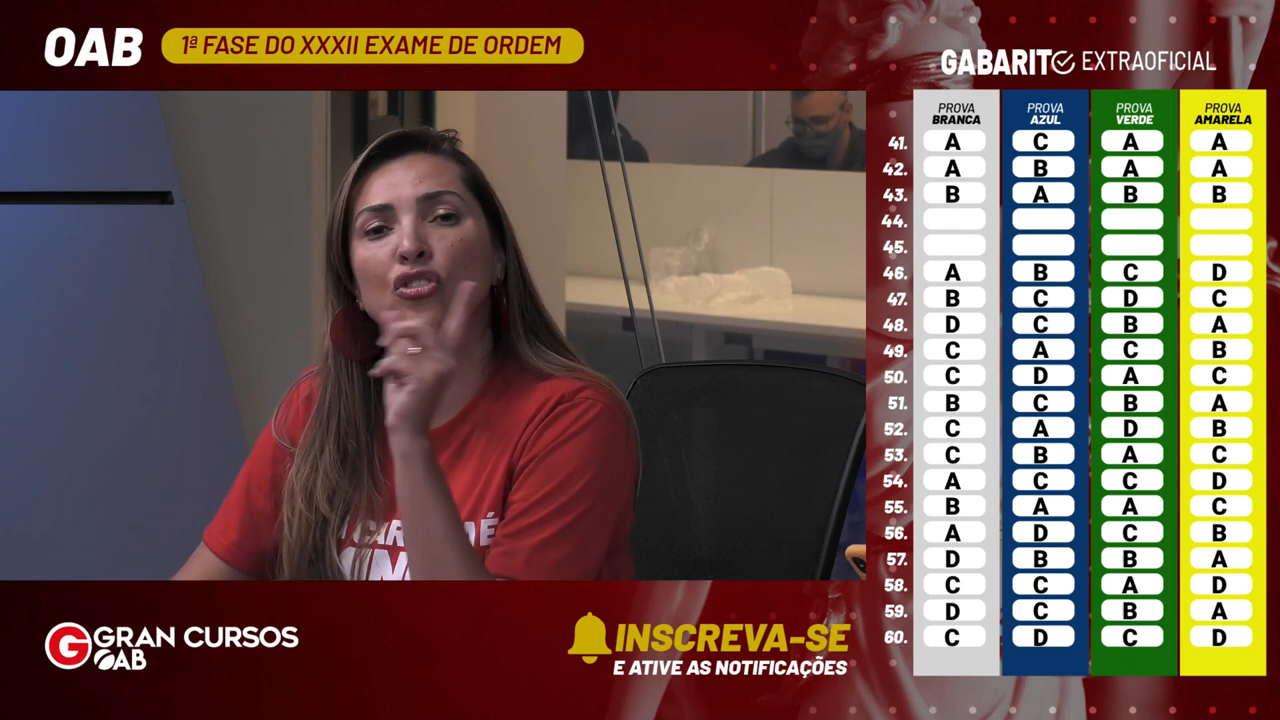 OAB
1ª FASE DO XXXII EXAME DE ORDEM
GABARITO EXTRAOFICIAL
PROVA BRANCA PROVA AZUL PROVA VERDE PROVA AMARELA
41. A C A A
42. A B A A
43. B A B B
44.
45.
46. A B C D
47. B C D C
48. D C B A
49. C A C B
50. C D A C
51. B C B A
52. C A D B
53. C B A C
54. A C C D
55. B A A C
56. A D C B
57. D B B A
58. C C A D
59. D C B A
60. C D C D
G GRAN CURSOS
OAB
INSCREVA-SE
E ATIVE AS NOTIFICAÇÕES